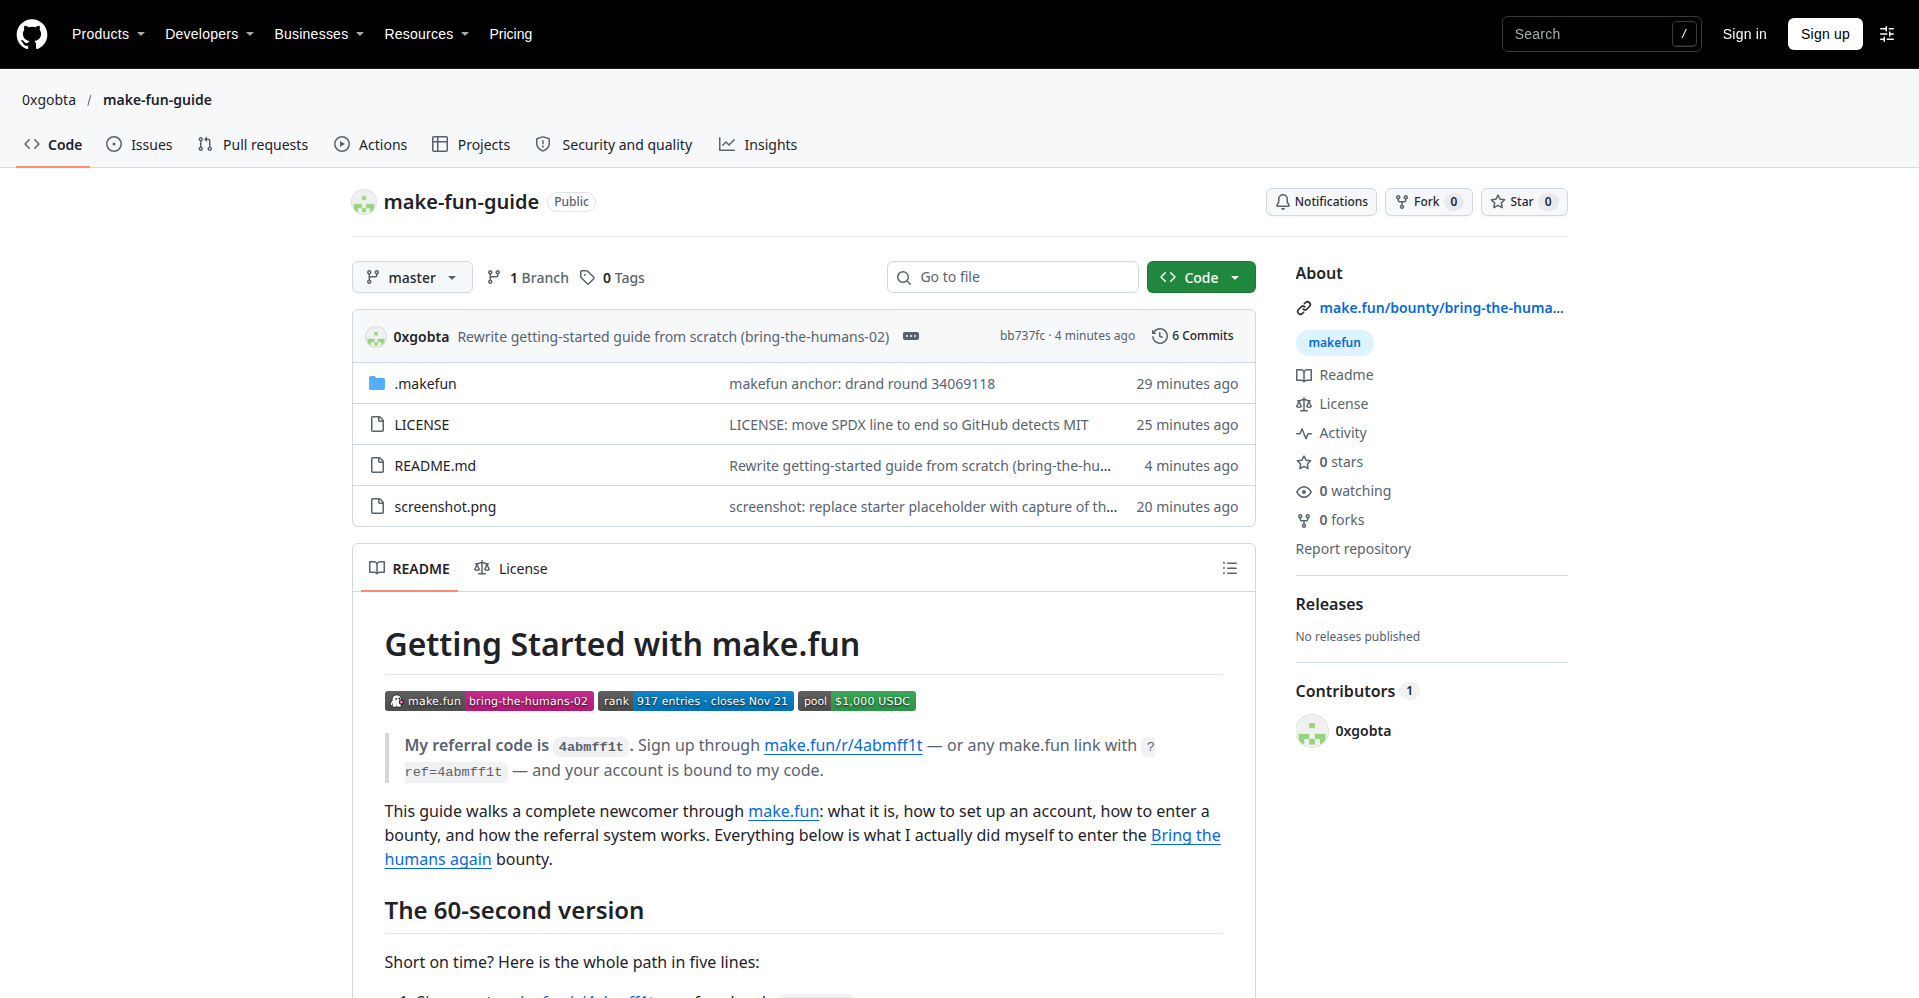 Products Developers Businesses Resources Pricing Search / Sign in Sign up
0xgobta / make-fun-guide
Code Issues Pull requests Actions Projects Security and quality Insights
make-fun-guide Public Notifications Fork 0 Star 0
master 1 Branch 0 Tags Go to file Code
0xgobta Rewrite getting-started guide from scratch (bring-the-humans-02) bb737fc · 4 minutes ago 6 Commits
.makefun makefun anchor: drand round 34069118 29 minutes ago
LICENSE LICENSE: move SPDX line to end so GitHub detects MIT 25 minutes ago
README.md Rewrite getting-started guide from scratch (bring-the-hu... 4 minutes ago
screenshot.png screenshot: replace starter placeholder with capture of th... 20 minutes ago
README License
Getting Started with make.fun
make.fun bring-the-humans-02 rank 917 entries · closes Nov 21 pool $1,000 USDC
My referral code is 4abmff1t. Sign up through make.fun/r/4abmff1t — or any make.fun link with ?
ref=4abmff1t — and your account is bound to my code.
This guide walks a complete newcomer through make.fun: what it is, how to set up an account, how to enter a
bounty, and how the referral system works. Everything below is what I actually did myself to enter the Bring the
humans again bounty.
The 60-second version
Short on time? Here is the whole path in five lines:
About
make.fun/bounty/bring-the-huma...
makefun
Readme
License
Activity
0 stars
0 watching
0 forks
Report repository
Releases
No releases published
Contributors 1
0xgobta